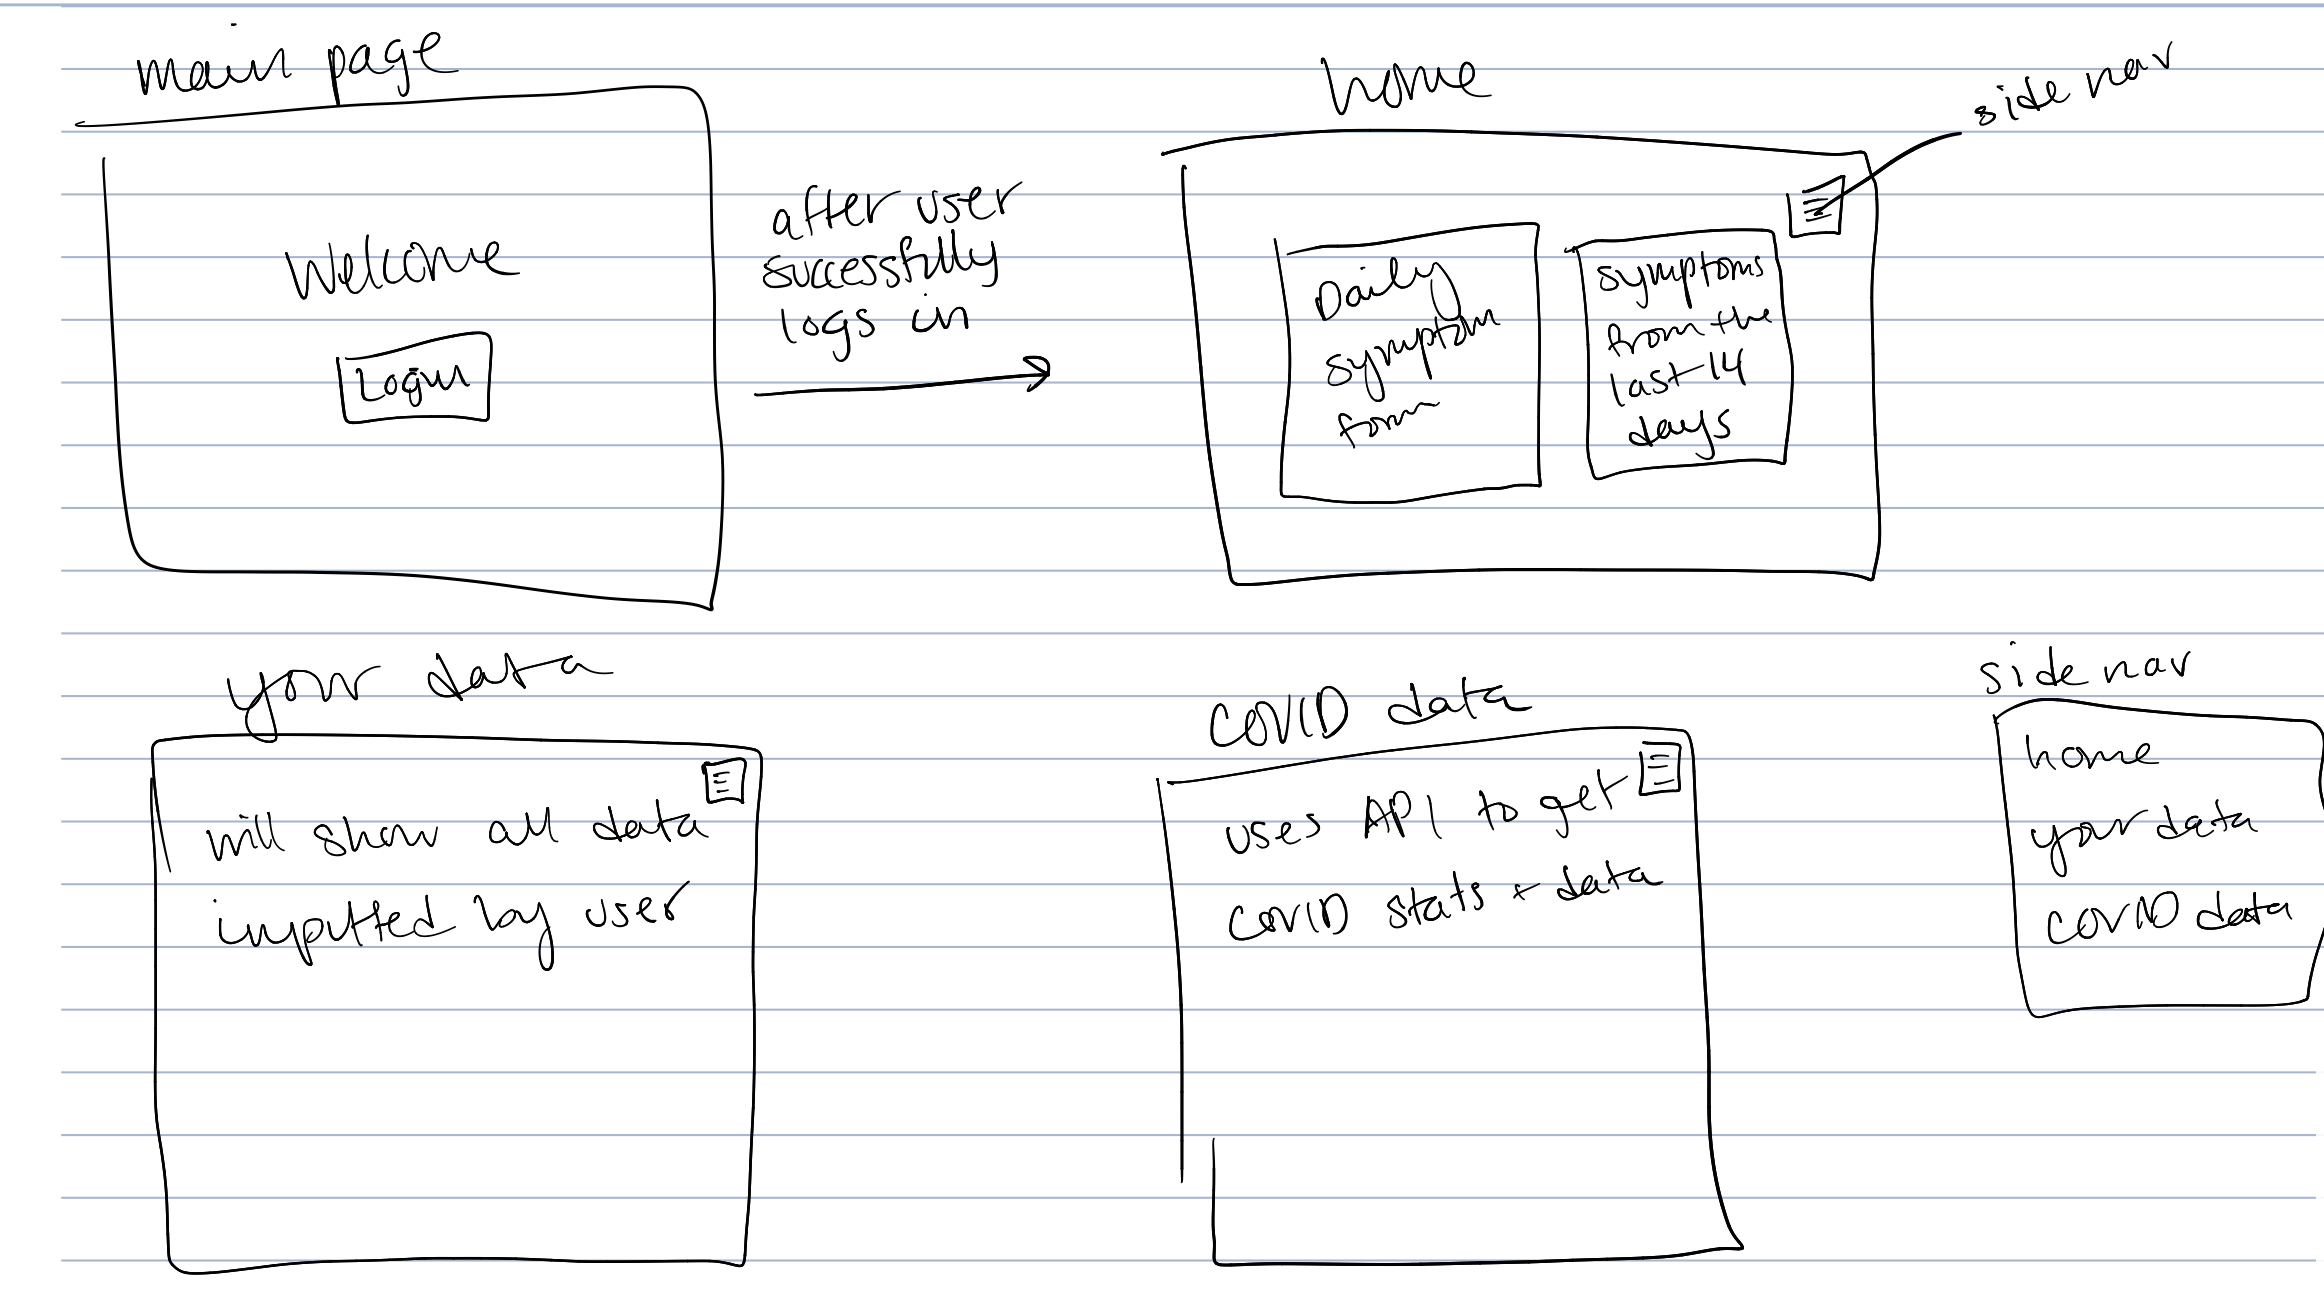 main page
Welcome
Login
after user
successfully
logs in
home
side nav
Daily
symptom
form
symptoms
from the
last 14
days
your data
will show all data
inputted by user
COVID data
uses API to get
COVID stats + data
side nav
home
your data
COVID data